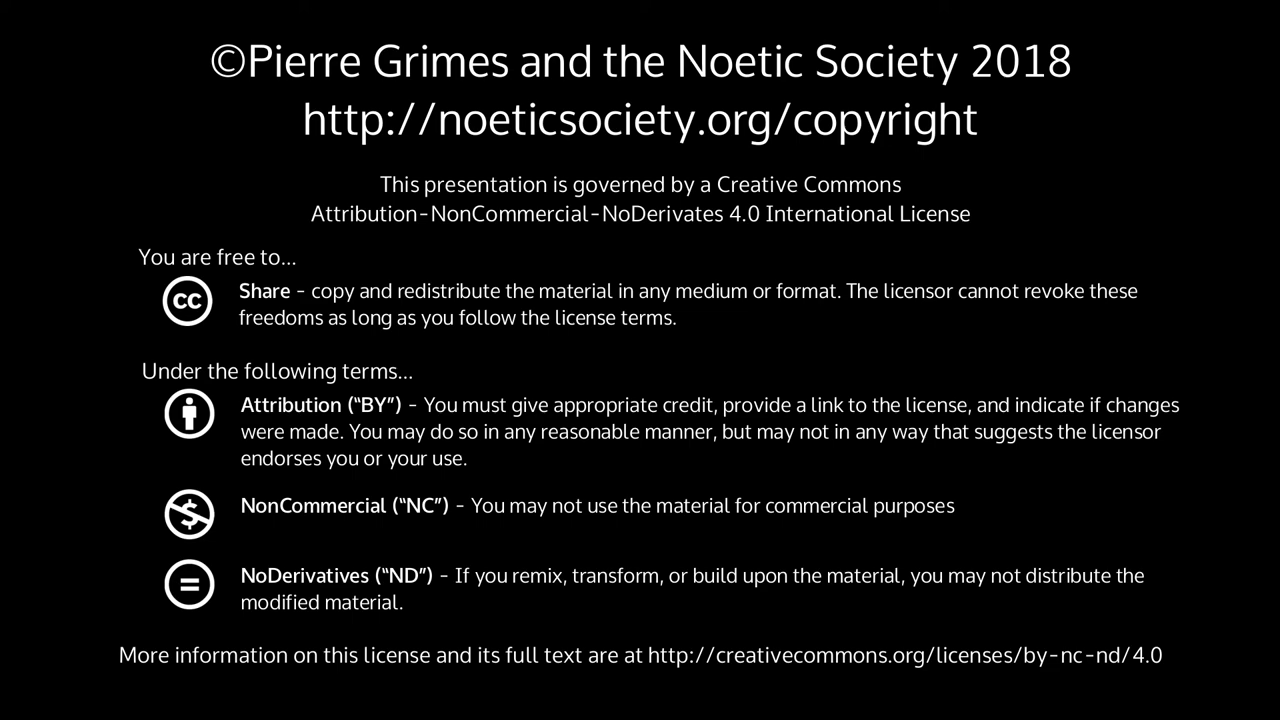 ©Pierre Grimes and the Noetic Society 2018
http://noeticsociety.org/copyright
This presentation is governed by a Creative Commons
Attribution-NonCommercial-NoDerivates 4.0 International License
You are free to...
cc
Share - copy and redistribute the material in any medium or format. The licensor cannot revoke these
freedoms as long as you follow the license terms.
Under the following terms...
Attribution (“BY”) - You must give appropriate credit, provide a link to the license, and indicate if changes
were made. You may do so in any reasonable manner, but may not in any way that suggests the licensor
endorses you or your use.
$
NonCommercial (“NC”) - You may not use the material for commercial purposes
=
NoDerivatives (“ND”) - If you remix, transform, or build upon the material, you may not distribute the
modified material.
More information on this license and its full text are at http://creativecommons.org/licenses/by-nc-nd/4.0